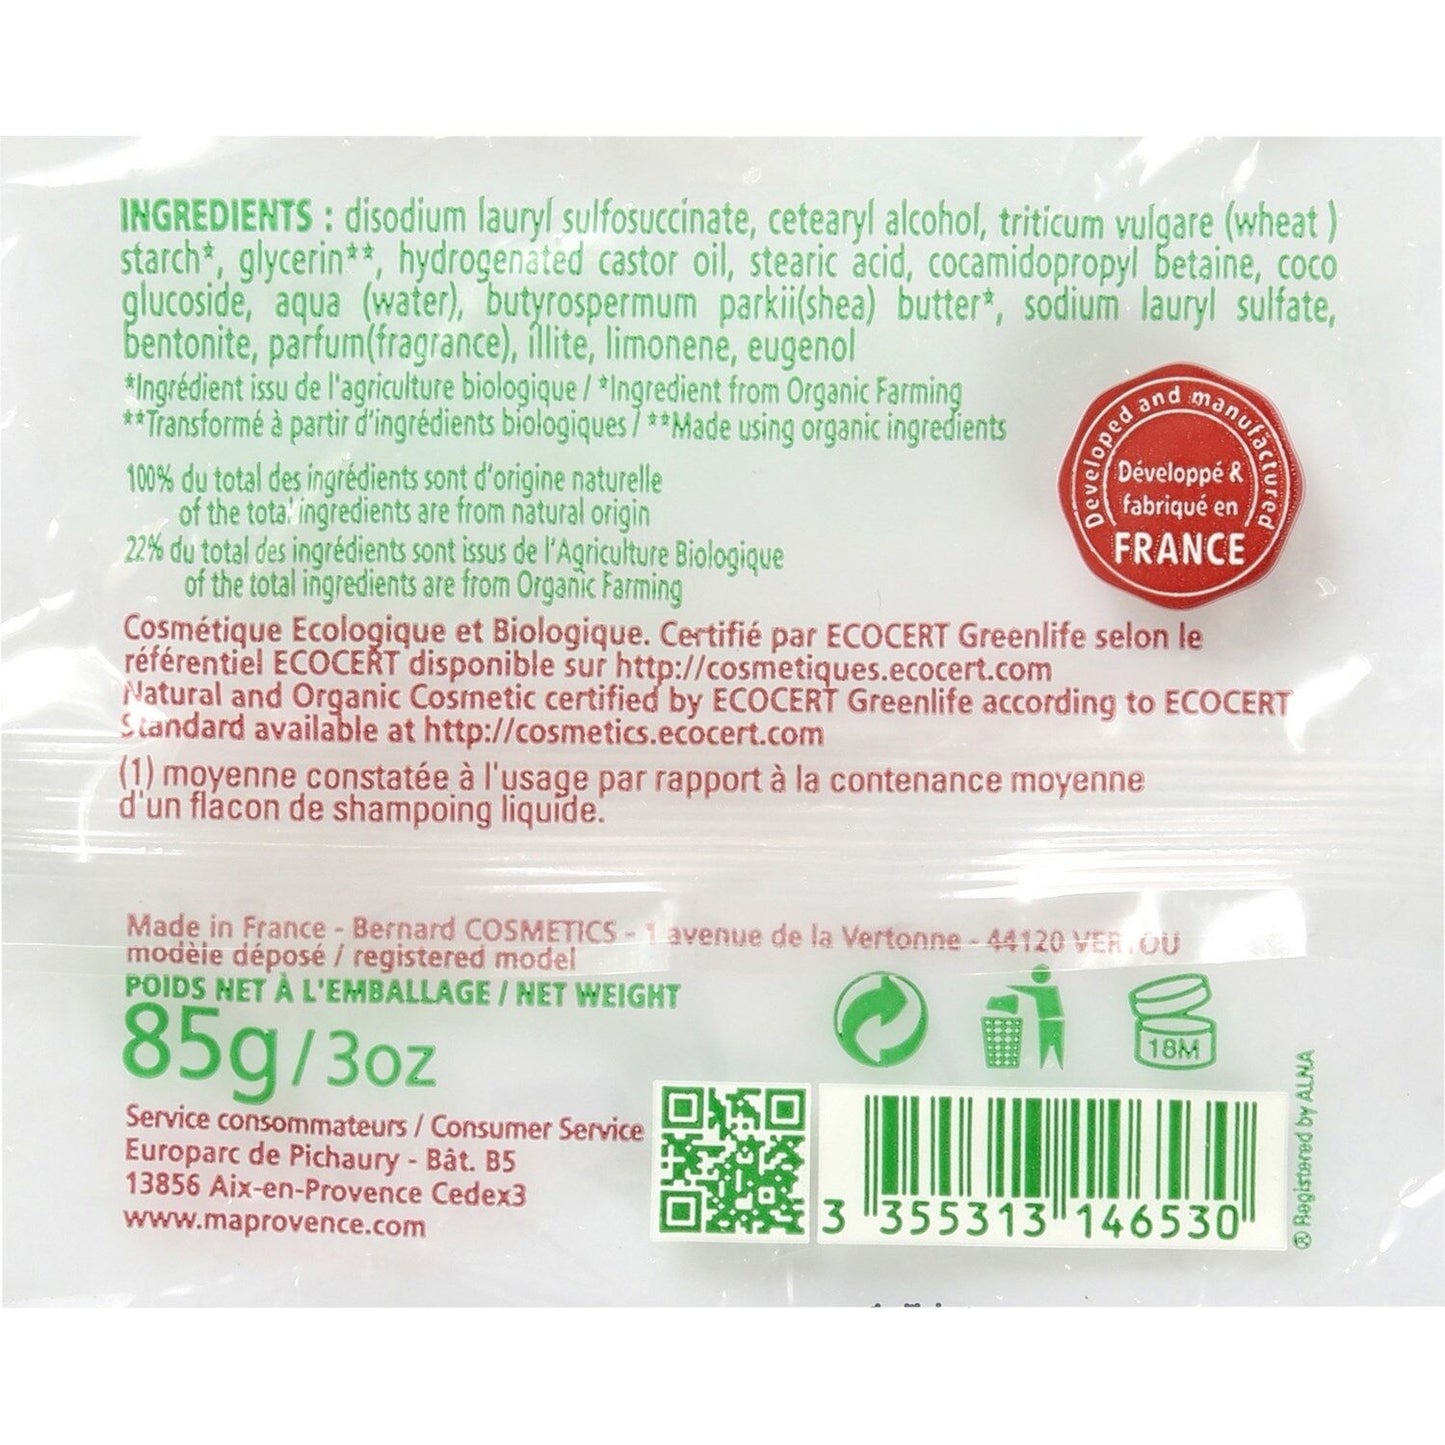 INGREDIENTS : disodium lauryl sulfosuccinate, cetearyl alcohol, triticum vulgare (wheat )
starch*, glycerin**, hydrogenated castor oil, stearic acid, cocamidopropyl betaine, coco
glucoside, aqua (water), butyrospermum parkii(shea) butter*, sodium lauryl sulfate,
bentonite, parfum(fragrance), illite, limonene, eugenol
*Ingrédient issu de l'agriculture biologique / *Ingredient from Organic Farming
**Transformé à partir d'ingrédients biologiques / **Made using organic ingredients
100% du total des ingrédients sont d'origine naturelle
of the total ingredients are from natural origin
22% du total des ingrédients sont issus de l'Agriculture Biologique
of the total ingredients are from Organic Farming
Developed and manufactured
Développé &
fabriqué en
FRANCE
Cosmétique Ecologique et Biologique. Certifié par ECOCERT Greenlife selon le
référentiel ECOCERT disponible sur http://cosmetiques.ecocert.com
Natural and Organic Cosmetic certified by ECOCERT Greenlife according to ECOCERT
Standard available at http://cosmetics.ecocert.com
(1) moyenne constatée à l'usage par rapport à la contenance moyenne
d'un flacon de shampoing liquide.
Made in France - Bernard COSMETICS - 1 avenue de la Vertonne - 44120 VERTOU
modèle déposé / registered model
POIDS NET À L'EMBALLAGE / NET WEIGHT
85g/3oz
18M
Service consommateurs / Consumer Service
Europarc de Pichaury - Bât. B5
13856 Aix-en-Provence Cedex3
www.maprovence.com
3 355313 146530
® Registered by ALNA